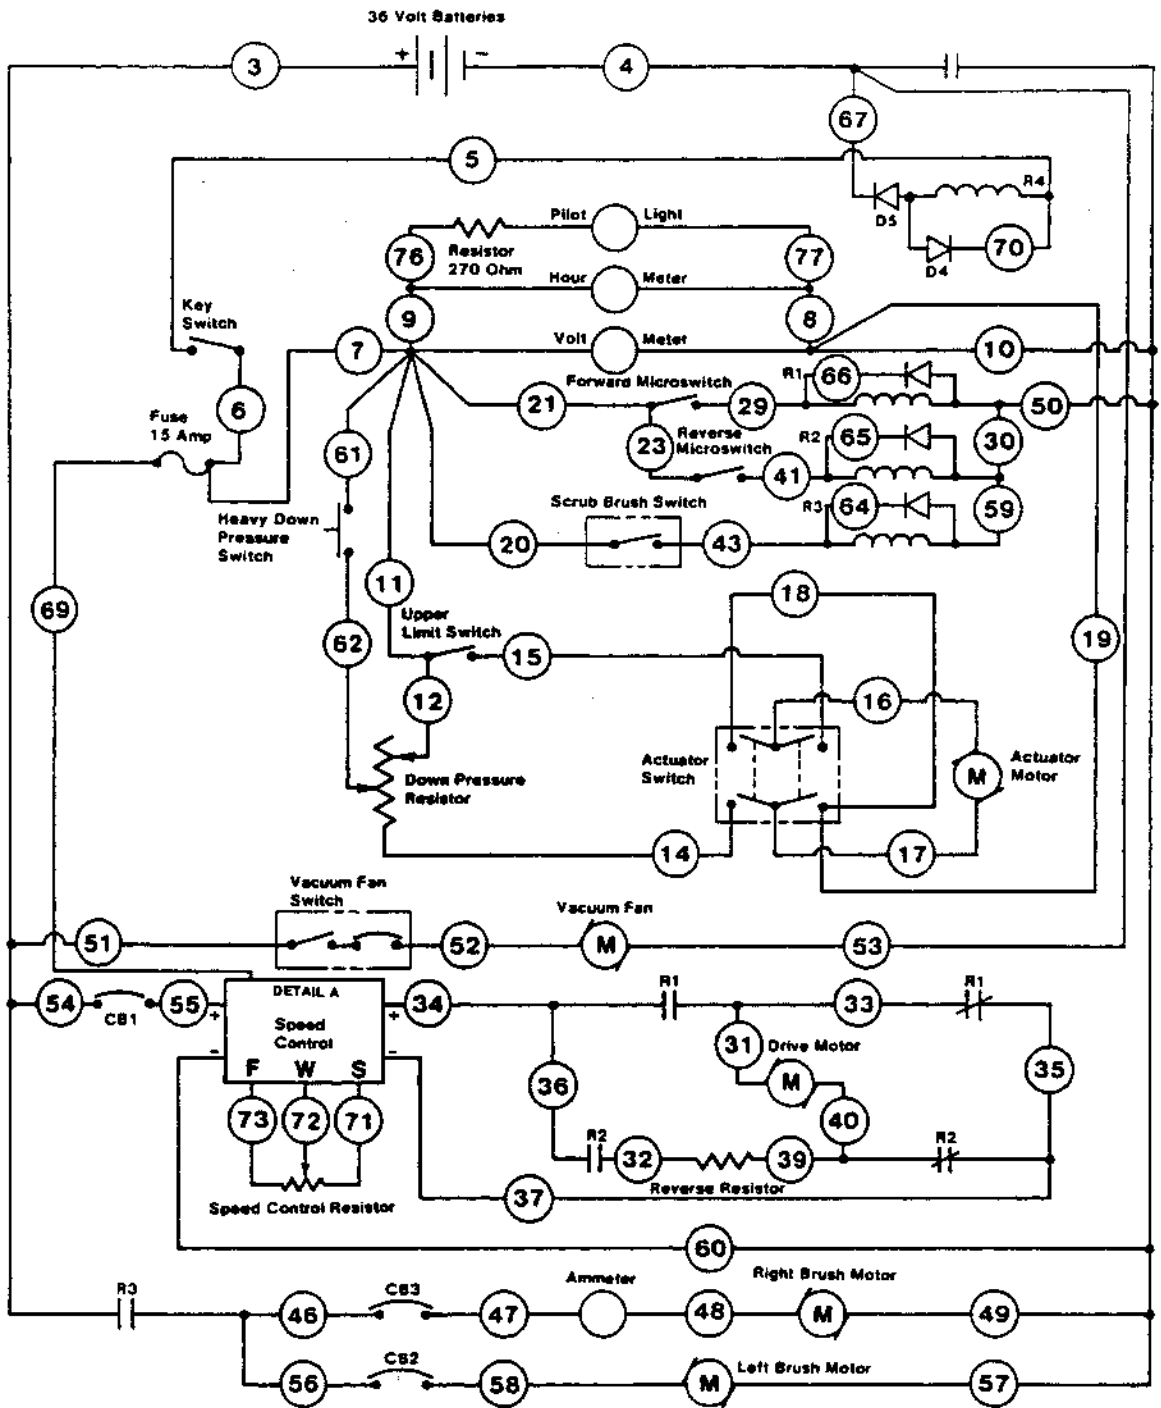 36 Volt Batteries
+ -
3
4
67
5
R4
D5
70
D4
Pilot Light
76
Resistor
270 Ohm
77
Hour Meter
Key
Switch
9
8
7
Volt Meter
10
Forward Microswitch
R1 66
6
21
29
50
Fuse
15 Amp
23
Reverse
Microswitch
R2 65
30
61
41
Scrub Brush Switch
R3 64
59
Heavy Down
Pressure
Switch
20
43
11
18
69
Upper
Limit Switch
62
15
19
12
16
Actuator
Switch
M
Actuator
Motor
Down Pressure
Resistor
14
17
Vacuum Fan
Switch
Vacuum Fan
51
52
M
53
54
CB1
55
+
-
DETAIL A
Speed
Control
F W S
+
-
34
R1
33
R1
31
Drive Motor
M
36
35
73
72
71
40
R2
32
39
R2
Reverse Resistor
37
Speed Control Resistor
60
R3
46
CB3
47
Ammeter
48
Right Brush Motor
M
49
56
CB2
58
M
Left Brush Motor
57